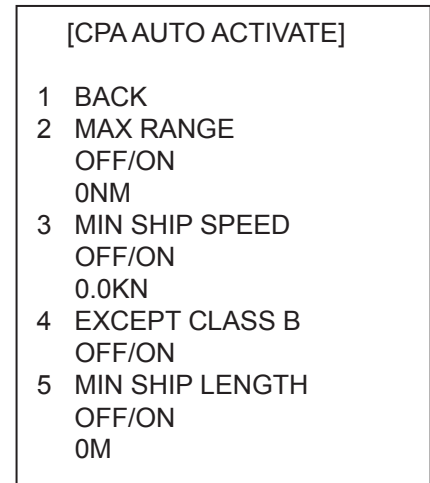 [CPA AUTO ACTIVATE]
1 BACK
2 MAX RANGE
OFF/ON
0NM
3 MIN SHIP SPEED
OFF/ON
0.0KN
4 EXCEPT CLASS B
OFF/ON
5 MIN SHIP LENGTH
OFF/ON
0M